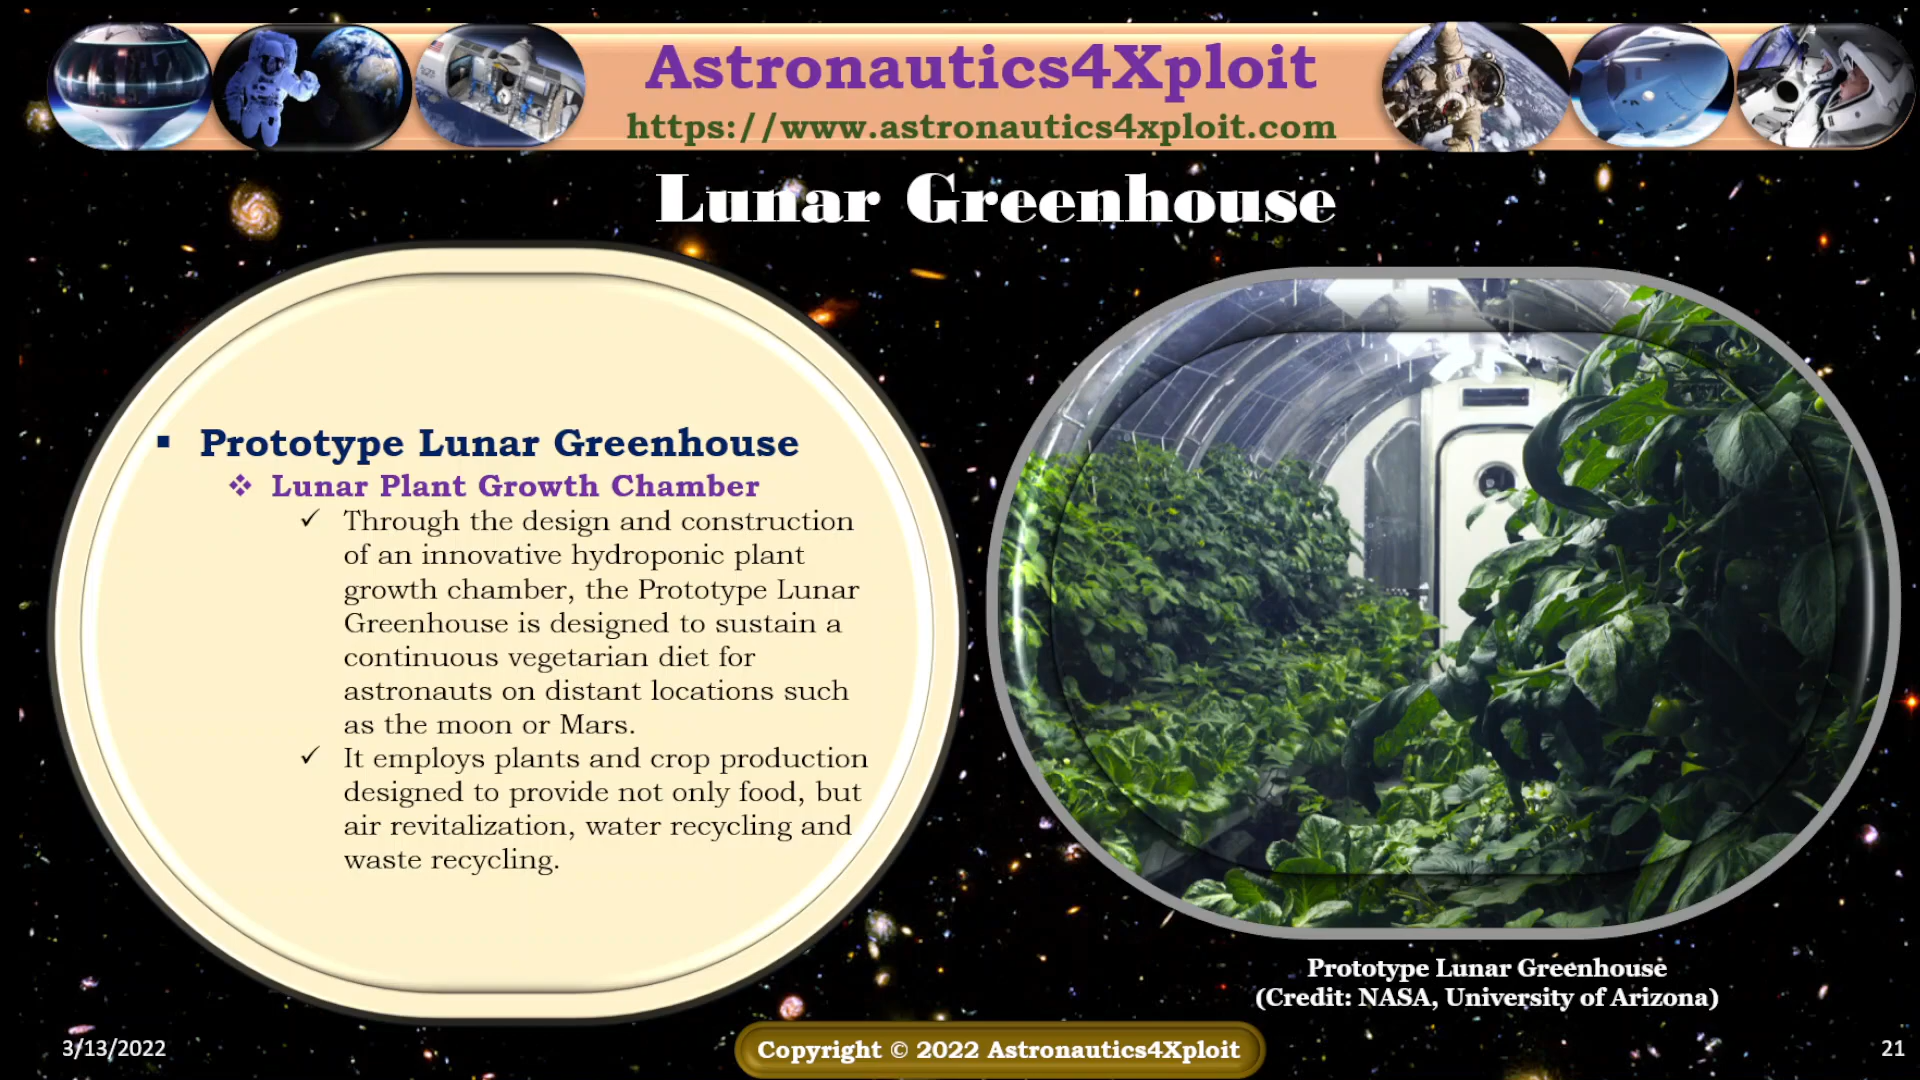 Astronautics4Xploit
https://www.astronautics4xploit.com
Lunar Greenhouse
▪ Prototype Lunar Greenhouse
❖ Lunar Plant Growth Chamber
✓ Through the design and construction
of an innovative hydroponic plant
growth chamber, the Prototype Lunar
Greenhouse is designed to sustain a
continuous vegetarian diet for
astronauts on distant locations such
as the moon or Mars.
✓ It employs plants and crop production
designed to provide not only food, but
air revitalization, water recycling and
waste recycling.
Prototype Lunar Greenhouse
(Credit: NASA, University of Arizona)
3/13/2022
Copyright © 2022 Astronautics4Xploit
21